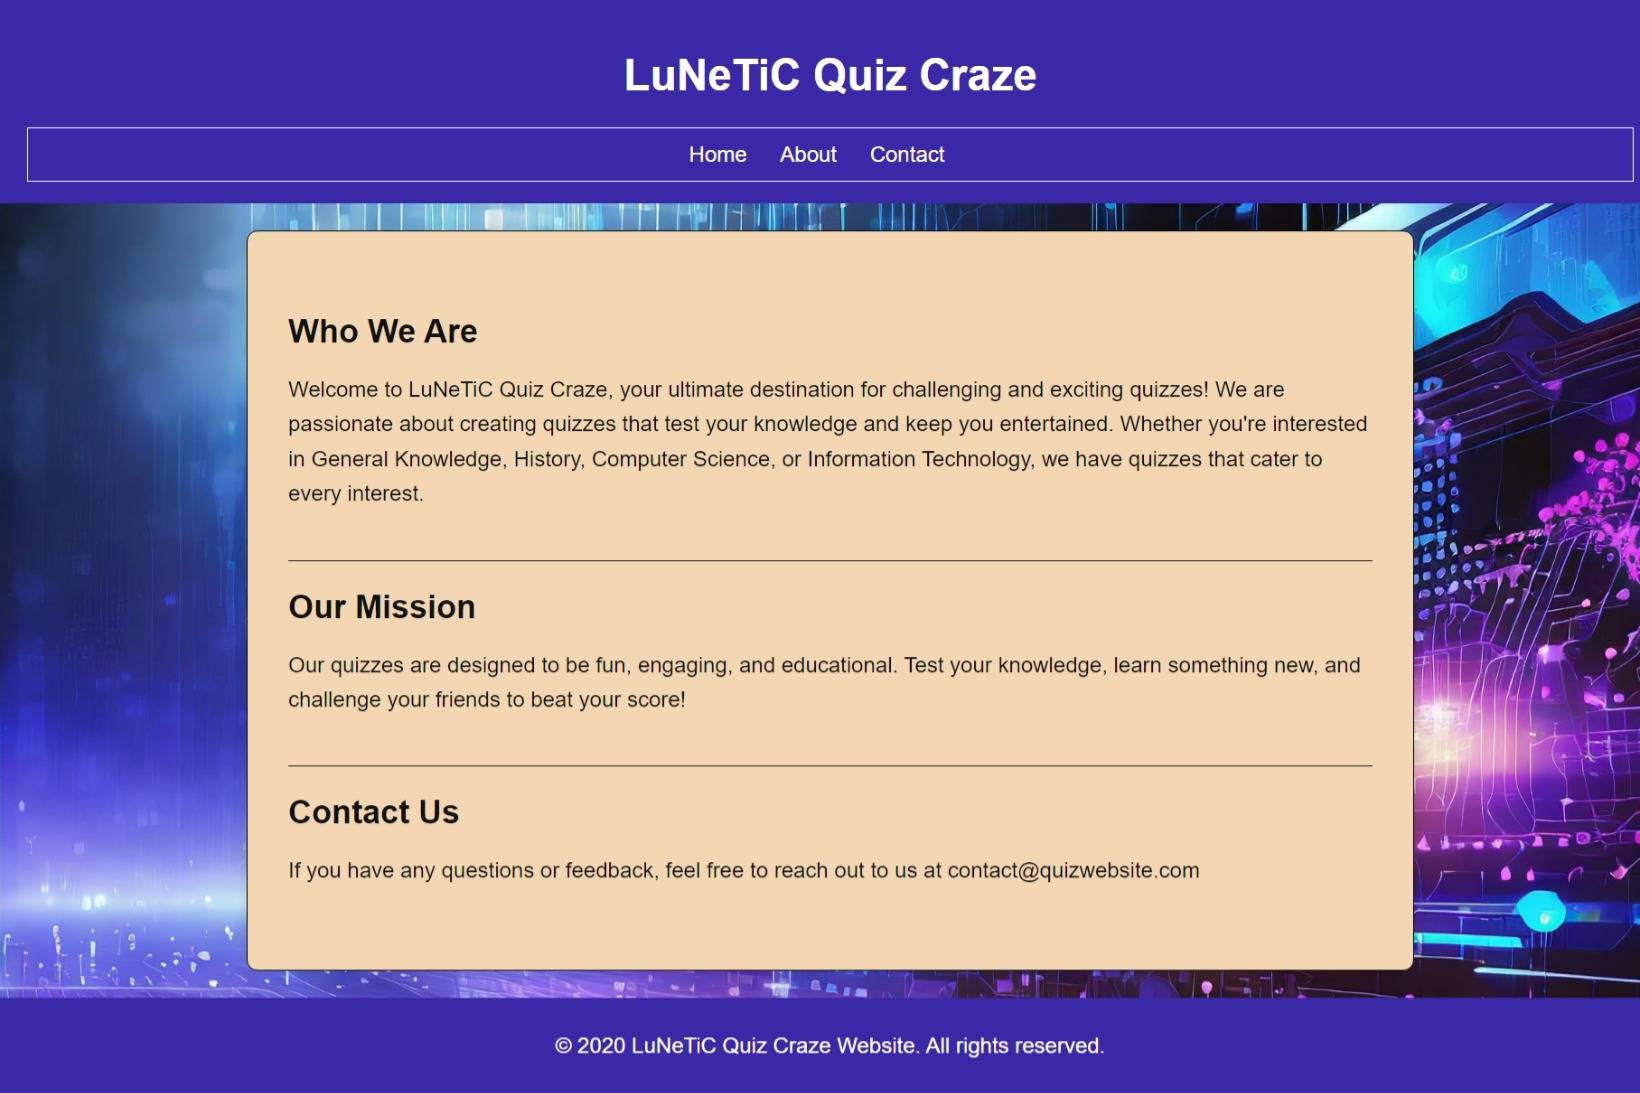 LuNeTiC Quiz Craze
Home About Contact
Who We Are
Welcome to LuNeTiC Quiz Craze, your ultimate destination for challenging and exciting quizzes! We are
passionate about creating quizzes that test your knowledge and keep you entertained. Whether you're interested
in General Knowledge, History, Computer Science, or Information Technology, we have quizzes that cater to
every interest.
Our Mission
Our quizzes are designed to be fun, engaging, and educational. Test your knowledge, learn something new, and
challenge your friends to beat your score!
Contact Us
If you have any questions or feedback, feel free to reach out to us at contact@quizwebsite.com
© 2020 LuNeTiC Quiz Craze Website. All rights reserved.